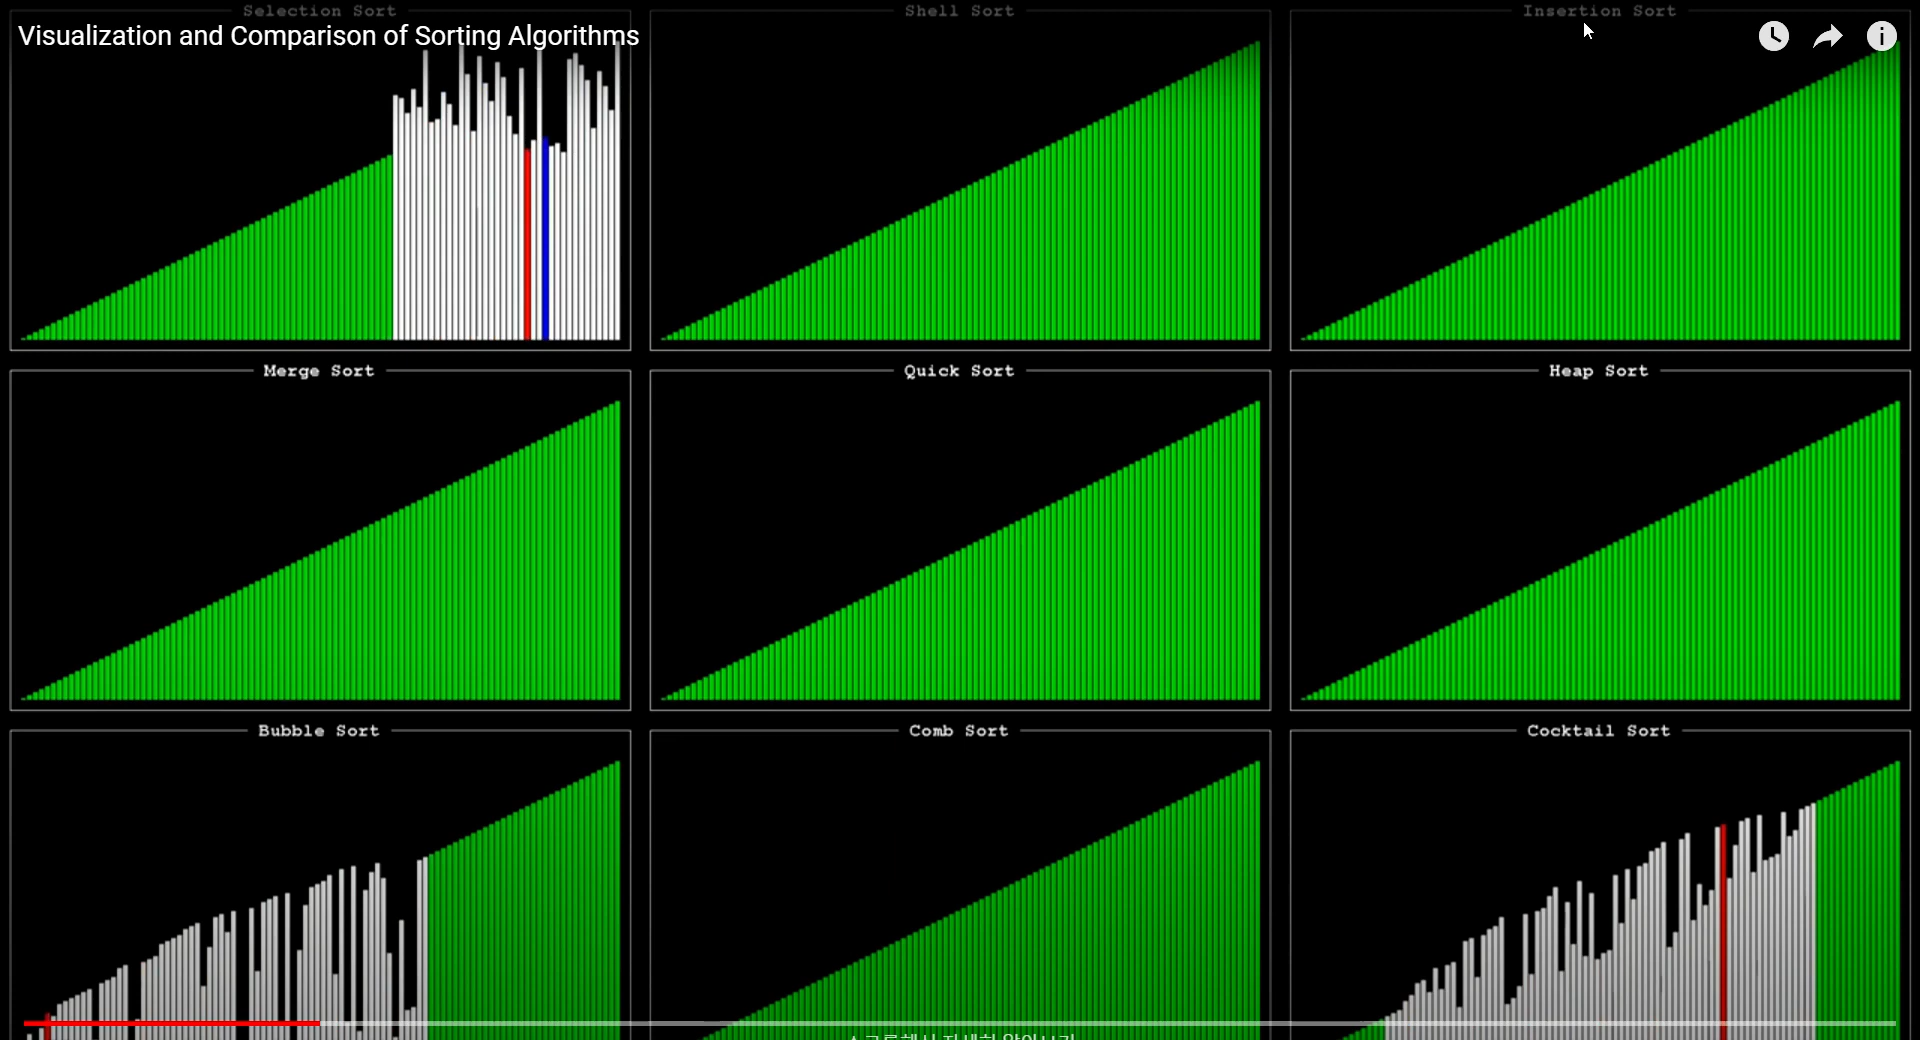 Selection Sort
Shell Sort
Insertion Sort
Visualization and Comparison of Sorting Algorithms
Merge Sort
Quick Sort
Heap Sort
Bubble Sort
Comb Sort
Cocktail Sort